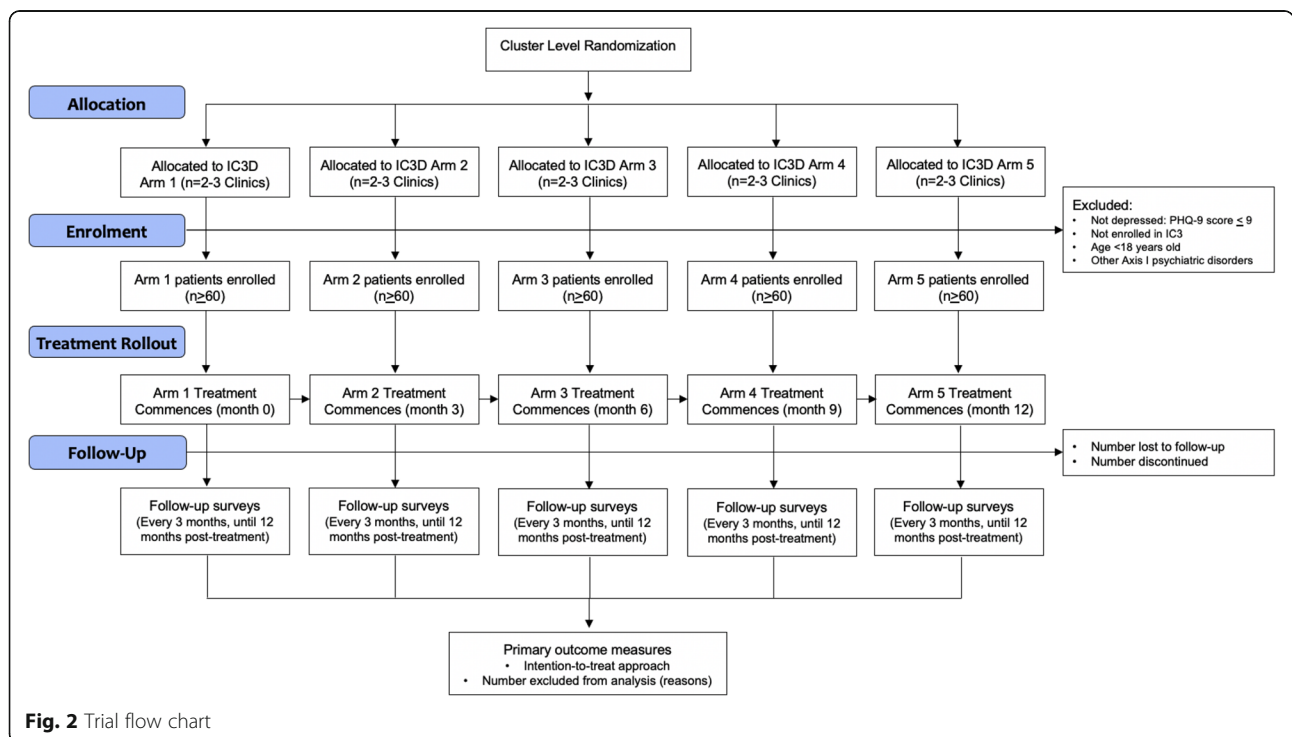 Cluster Level Randomization
Allocation
Allocated to IC3D
Arm 1 (n=2-3 Clinics)
Allocated to IC3D Arm 2
(n=2-3 Clinics)
Allocated to IC3D Arm 3
(n=2-3 Clinics)
Allocated to IC3D Arm 4
(n=2-3 Clinics)
Allocated to IC3D Arm 5
(n=2-3 Clinics)
Enrolment
Excluded:
• Not depressed: PHQ-9 score ≤ 9
• Not enrolled in IC3
• Age <18 years old
• Other Axis I psychiatric disorders
Arm 1 patients enrolled
(n≥60)
Arm 2 patients enrolled
(n≥60)
Arm 3 patients enrolled
(n≥60)
Arm 4 patients enrolled
(n≥60)
Arm 5 patients enrolled
(n≥60)
Treatment Rollout
Arm 1 Treatment
Commences (month 0)
Arm 2 Treatment
Commences (month 3)
Arm 3 Treatment
Commences (month 6)
Arm 4 Treatment
Commences (month 9)
Arm 5 Treatment
Commences (month 12)
Follow-Up
• Number lost to follow-up
• Number discontinued
Follow-up surveys
(Every 3 months, until 12
months post-treatment)
Follow-up surveys
(Every 3 months, until 12
months post-treatment)
Follow-up surveys
(Every 3 months, until 12
months post-treatment)
Follow-up surveys
(Every 3 months, until 12
months post-treatment)
Follow-up surveys
(Every 3 months, until 12
months post-treatment)
Primary outcome measures
• Intention-to-treat approach
• Number excluded from analysis (reasons)
Fig. 2 Trial flow chart